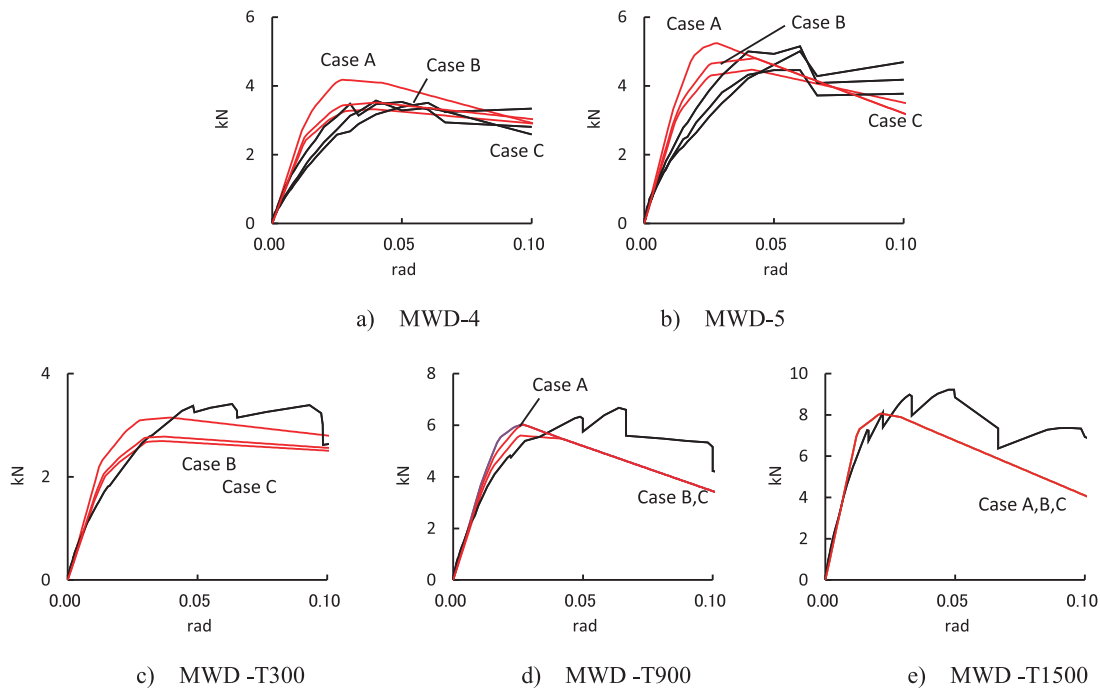 6
4
2
0
kN
Case A
Case B
Case C
0.00
0.05
0.10
rad
a) MWD-4
6
4
2
0
kN
Case A
Case B
Case C
0.00
0.05
0.10
rad
b) MWD-5
4
2
0
kN
Case B
Case C
0.00
0.05
0.10
rad
c) MWD -T300
8
6
4
2
0
kN
Case A
Case B,C
0.00
0.05
0.10
rad
d) MWD -T900
10
8
6
4
2
0
kN
Case A,B,C
0.00
0.05
0.10
rad
e) MWD -T1500